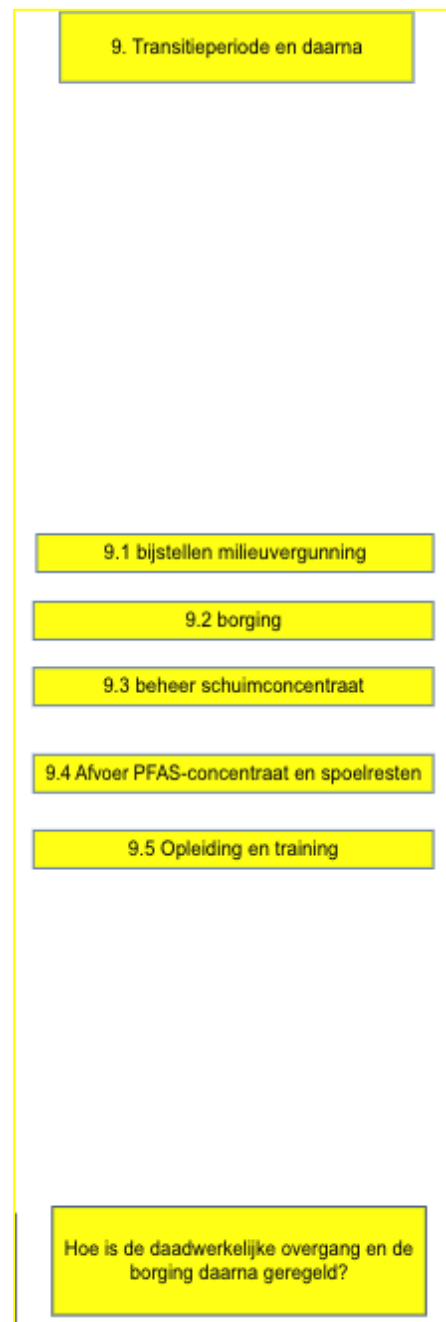 9. Transitieperiode en daarna
9.1 bijstellen milieuvergunning
9.2 borging
9.3 beheer schuimconcentraat
9.4 Afvoer PFAS-concentraat en spoelresten
9.5 Opleiding en training
Hoe is de daadwerkelijke overgang en de
borging daarna geregeld?